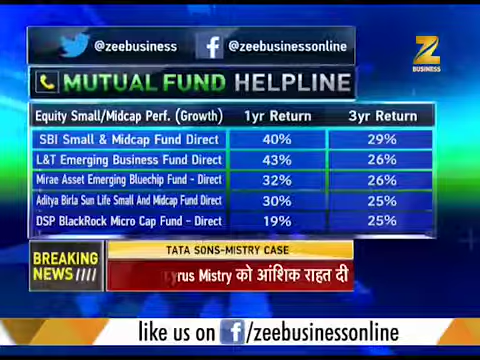 @zeebusiness
@zeebusinessonline
Z
BUSINESS
MUTUAL FUND HELPLINE
Equity Small/Midcap Perf. (Growth) 1yr Return 3yr Return
SBI Small & Midcap Fund Direct 40% 29%
L&T Emerging Business Fund Direct 43% 26%
Mirae Asset Emerging Bluechip Fund - Direct 32% 26%
Aditya Birla Sun Life Small And Midcap Fund Direct 30% 25%
DSP BlackRock Micro Cap Fund - Direct 19% 25%
BREAKING
NEWS ////
TATA SONS-MISTRY CASE
yrus Mistry को आंशिक राहत दी
like us on f/zeebusinessonline